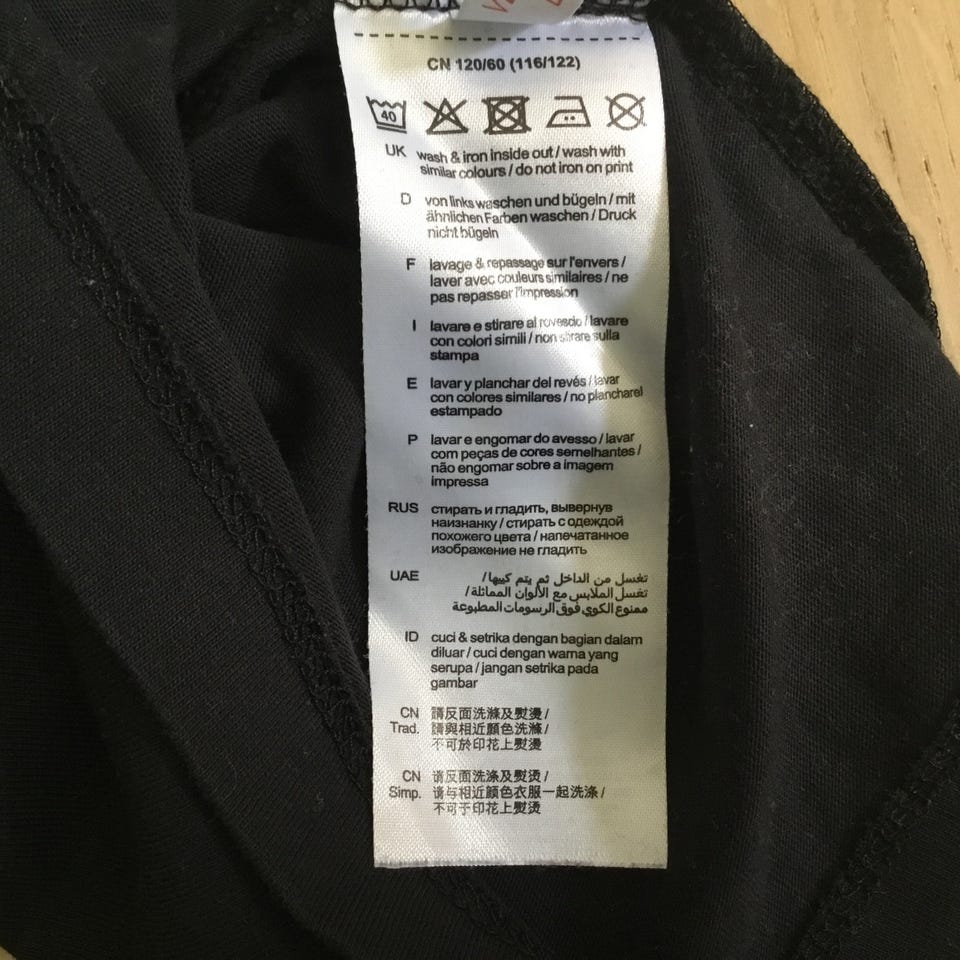 CN 120/60 (116/122)
40
UK wash & iron inside out / wash with
similar colours / do not iron on print
D von links waschen und bügeln / mit
ähnlichen Farben waschen / Druck
nicht bügeln
F lavage & repassage sur l'envers /
laver avec couleurs similaires / ne
pas repasser l'impression
I lavare e stirare al rovescio / lavare
con colori simili / non stirare sulla
stampa
E lavar y planchar del revés / lavar
con colores similares / no planchar el
estampado
P lavar e engomar do avesso / lavar
com peças de cores semelhantes /
não engomar sobre a imagem
impressa
RUS стирать и гладить, вывернув
наизнанку / стирать с одеждой
похожего цвета / напечатанное
изображение не гладить
UAE تغسل من الداخل ثم يتم كيها/
تغسل الملابس مع الألوان المماثلة/
ممنوع الكوي فوق الرسومات المطبوعة
ID cuci & setrika dengan bagian dalam
diluar / cuci dengan warna yang
serupa / jangan setrika pada
gambar
CN 請反面洗滌及熨燙 /
Trad. 請與相近顏色洗滌 /
不可於印花上熨燙
CN 请反面洗涤及熨烫 /
Simp. 请与相近颜色衣服一起洗涤 /
不可于印花上熨烫